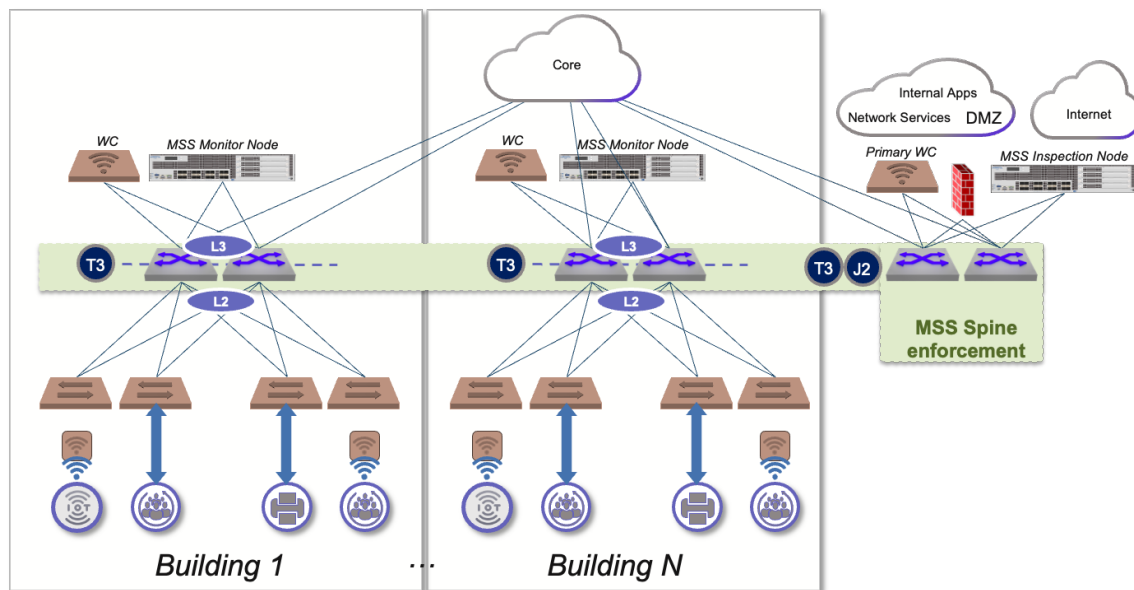 Core
Internal Apps
Network Services
DMZ
Internet
WC
MSS Monitor Node
WC
MSS Monitor Node
Primary WC
MSS Inspection Node
T3
L3
T3
L3
T3
J2
L2
L2
MSS Spine
enforcement
T
T
Building 1
...
Building N